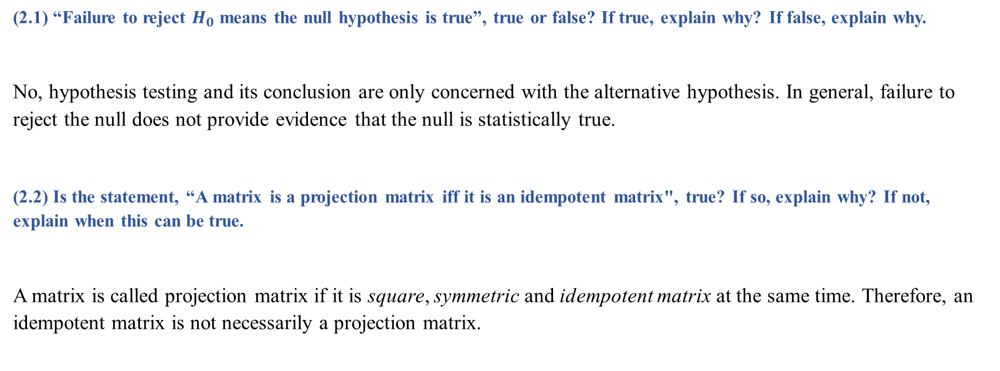 (2.1) “Failure to reject H₀ means the null hypothesis is true”, true or false? If true, explain why? If false, explain why.
No, hypothesis testing and its conclusion are only concerned with the alternative hypothesis. In general, failure to
reject the null does not provide evidence that the null is statistically true.
(2.2) Is the statement, “A matrix is a projection matrix iff it is an idempotent matrix", true? If so, explain why? If not,
explain when this can be true.
A matrix is called projection matrix if it is square, symmetric and idempotent matrix at the same time. Therefore, an
idempotent matrix is not necessarily a projection matrix.